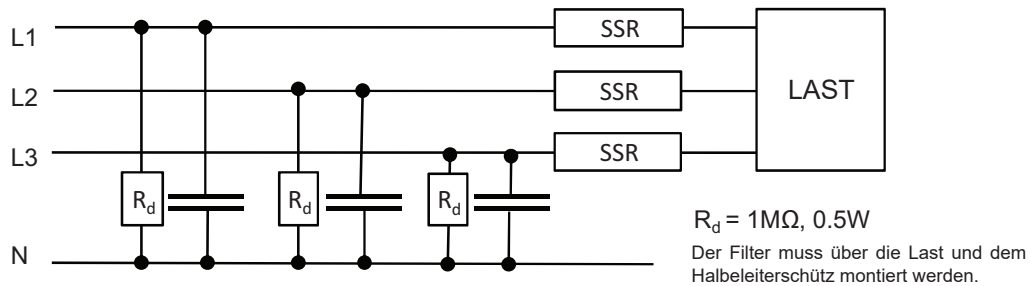 L1 SSR
L2 SSR LAST
L3 SSR
Rd Rd Rd
N
Rd = 1MΩ, 0.5W
Der Filter muss über die Last und dem
Halbeleiterschütz montiert werden.